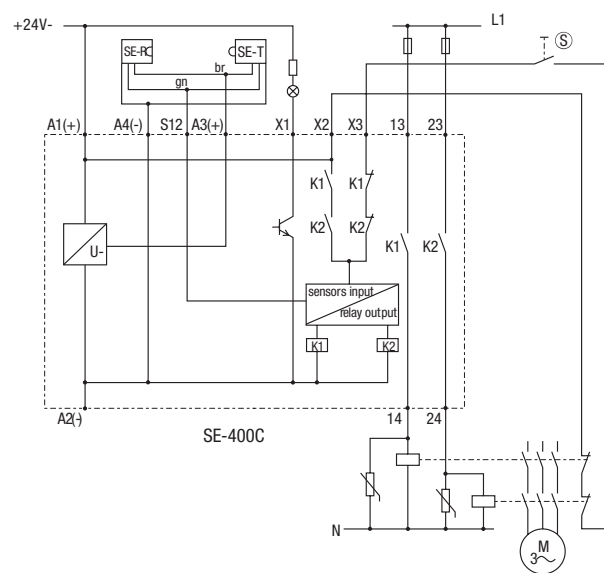 +24V-
L1
SE-R
SE-T
S
br
gn
A1(+) A4(-) S12 A3(+) X1 X2 X3 13 23
K1 K1
K2 K2
K1 K2
U-
sensors input
relay output
K1 K2
A2(-)
14 24
SE-400C
N
M
3~